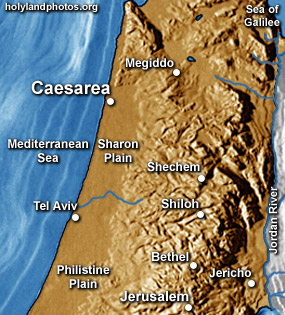 holylandphotos.org
Sea of
Galilee
Megiddo
Caesarea
Mediterranean
Sea
Sharon
Plain
Shechem
Tel Aviv
Shiloh
Jordan River
Bethel
Philistine
Plain
Jericho
Jerusalem